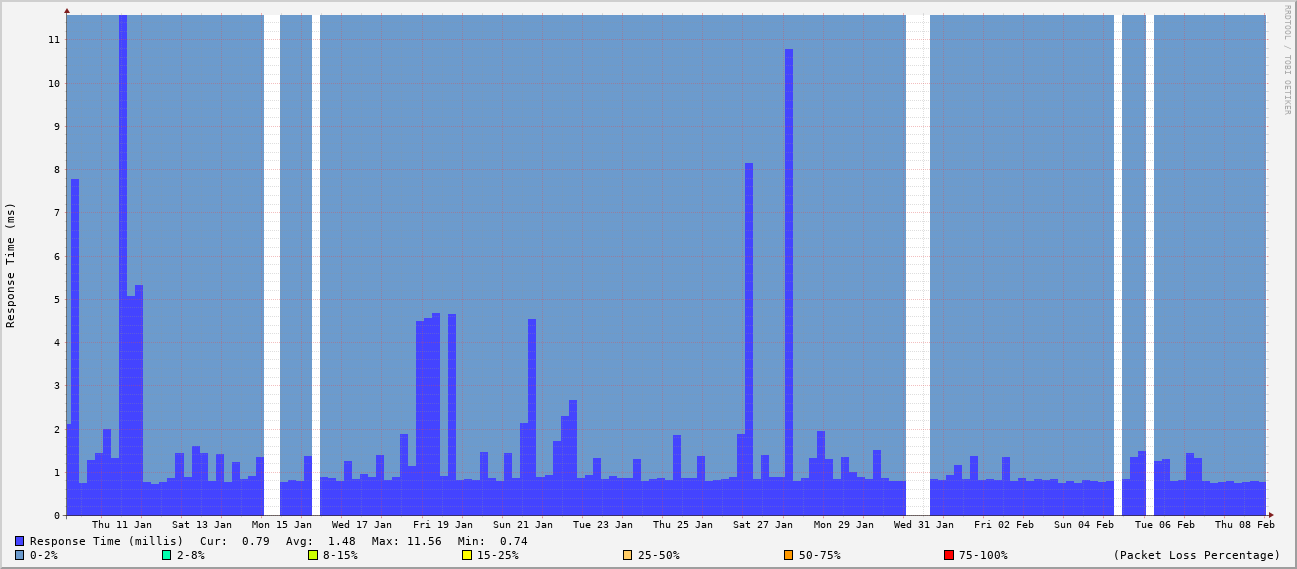 RRDTOOL / TOBI OETIKER
Response Time (ms)
11
10
9
8
7
6
5
4
3
2
1
0
Thu 11 Jan Sat 13 Jan Mon 15 Jan Wed 17 Jan Fri 19 Jan Sun 21 Jan Tue 23 Jan Thu 25 Jan Sat 27 Jan Mon 29 Jan Wed 31 Jan Fri 02 Feb Sun 04 Feb Tue 06 Feb Thu 08 Feb
Response Time (millis) Cur: 0.79 Avg: 1.48 Max: 11.56 Min: 0.74
0-2% 2-8% 8-15% 15-25% 25-50% 50-75% 75-100% (Packet Loss Percentage)